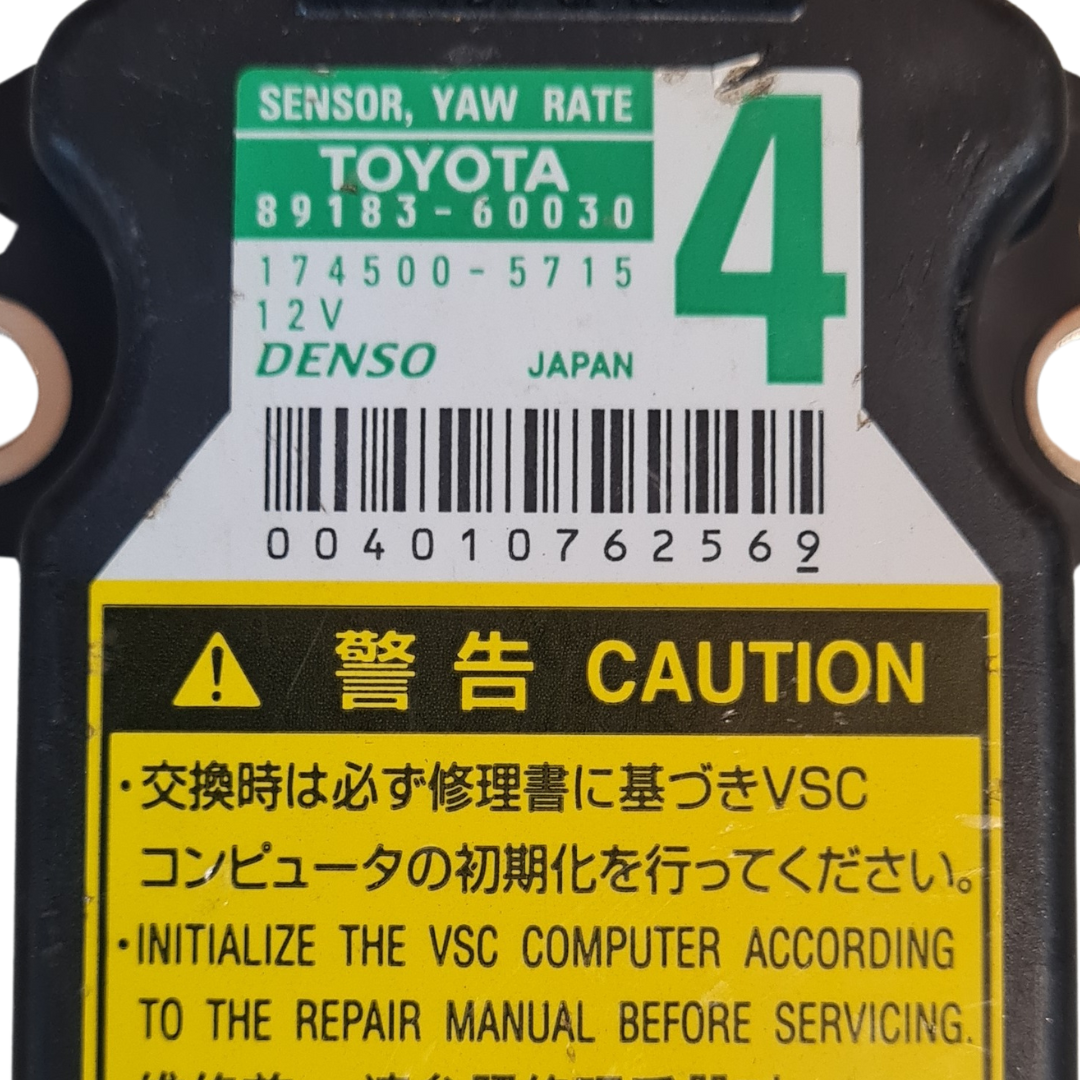 SENSOR, YAW RATE
4
TOYOTA
89183-60030
174500-5715
12V
DENSO JAPAN
004010762569
警告 CAUTION
・交換時は必ず修理書に基づきVSC
コンピュータの初期化を行ってください。
・INITIALIZE THE VSC COMPUTER ACCORDING
TO THE REPAIR MANUAL BEFORE SERVICING.